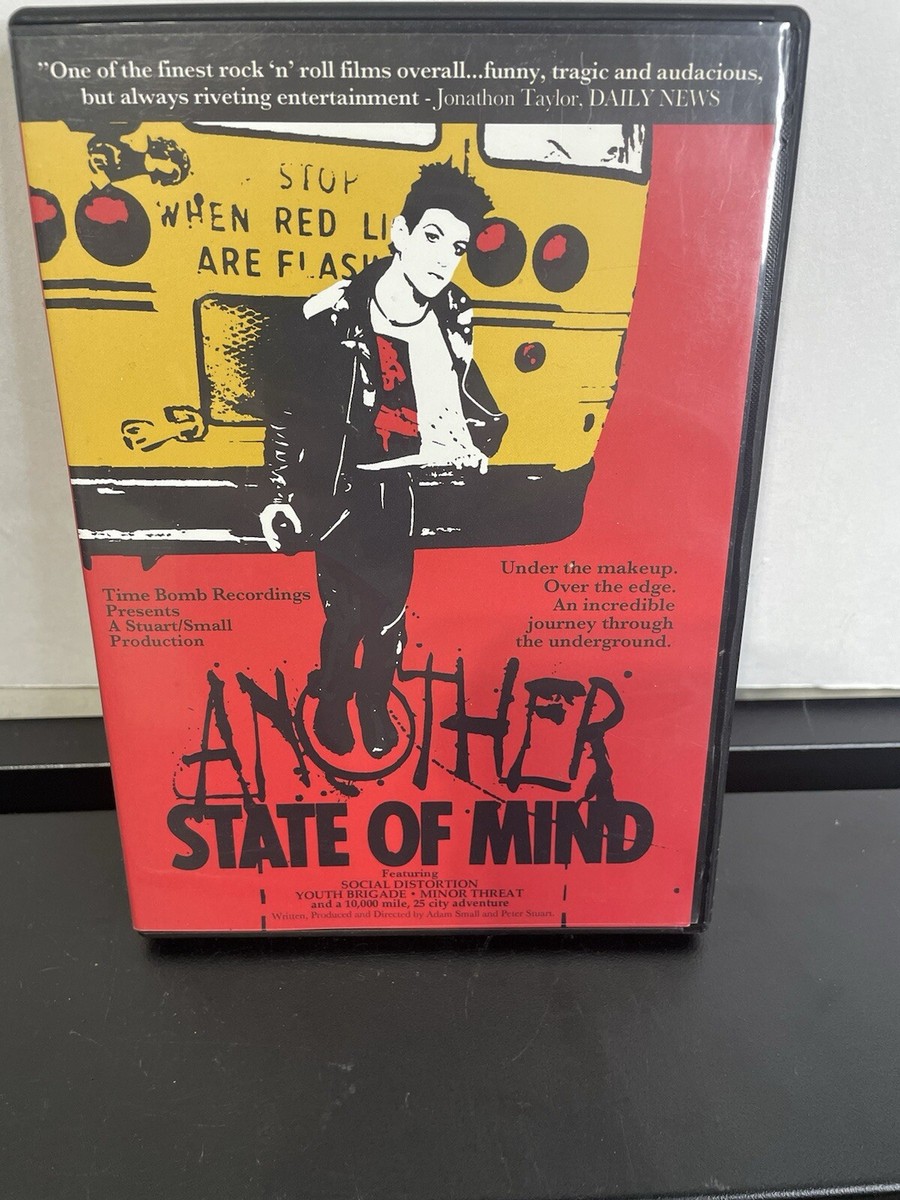 "One of the finest rock 'n' roll films overall...funny, tragic and audacious,
but always riveting entertainment - Jonathon Taylor, DAILY NEWS
STOP
WHEN RED LI
ARE FLASH
Time Bomb Recordings
Presents
A Stuart/Small
Production
Under the makeup.
Over the edge.
An incredible
journey through
the underground.
ANOTHER
STATE OF MIND
Featuring
SOCIAL DISTORTION
YOUTH BRIGADE • MINOR THREAT
and a 10,000 mile, 25 city adventure
Written, Produced and Directed by Adam Small and Peter Stuart.